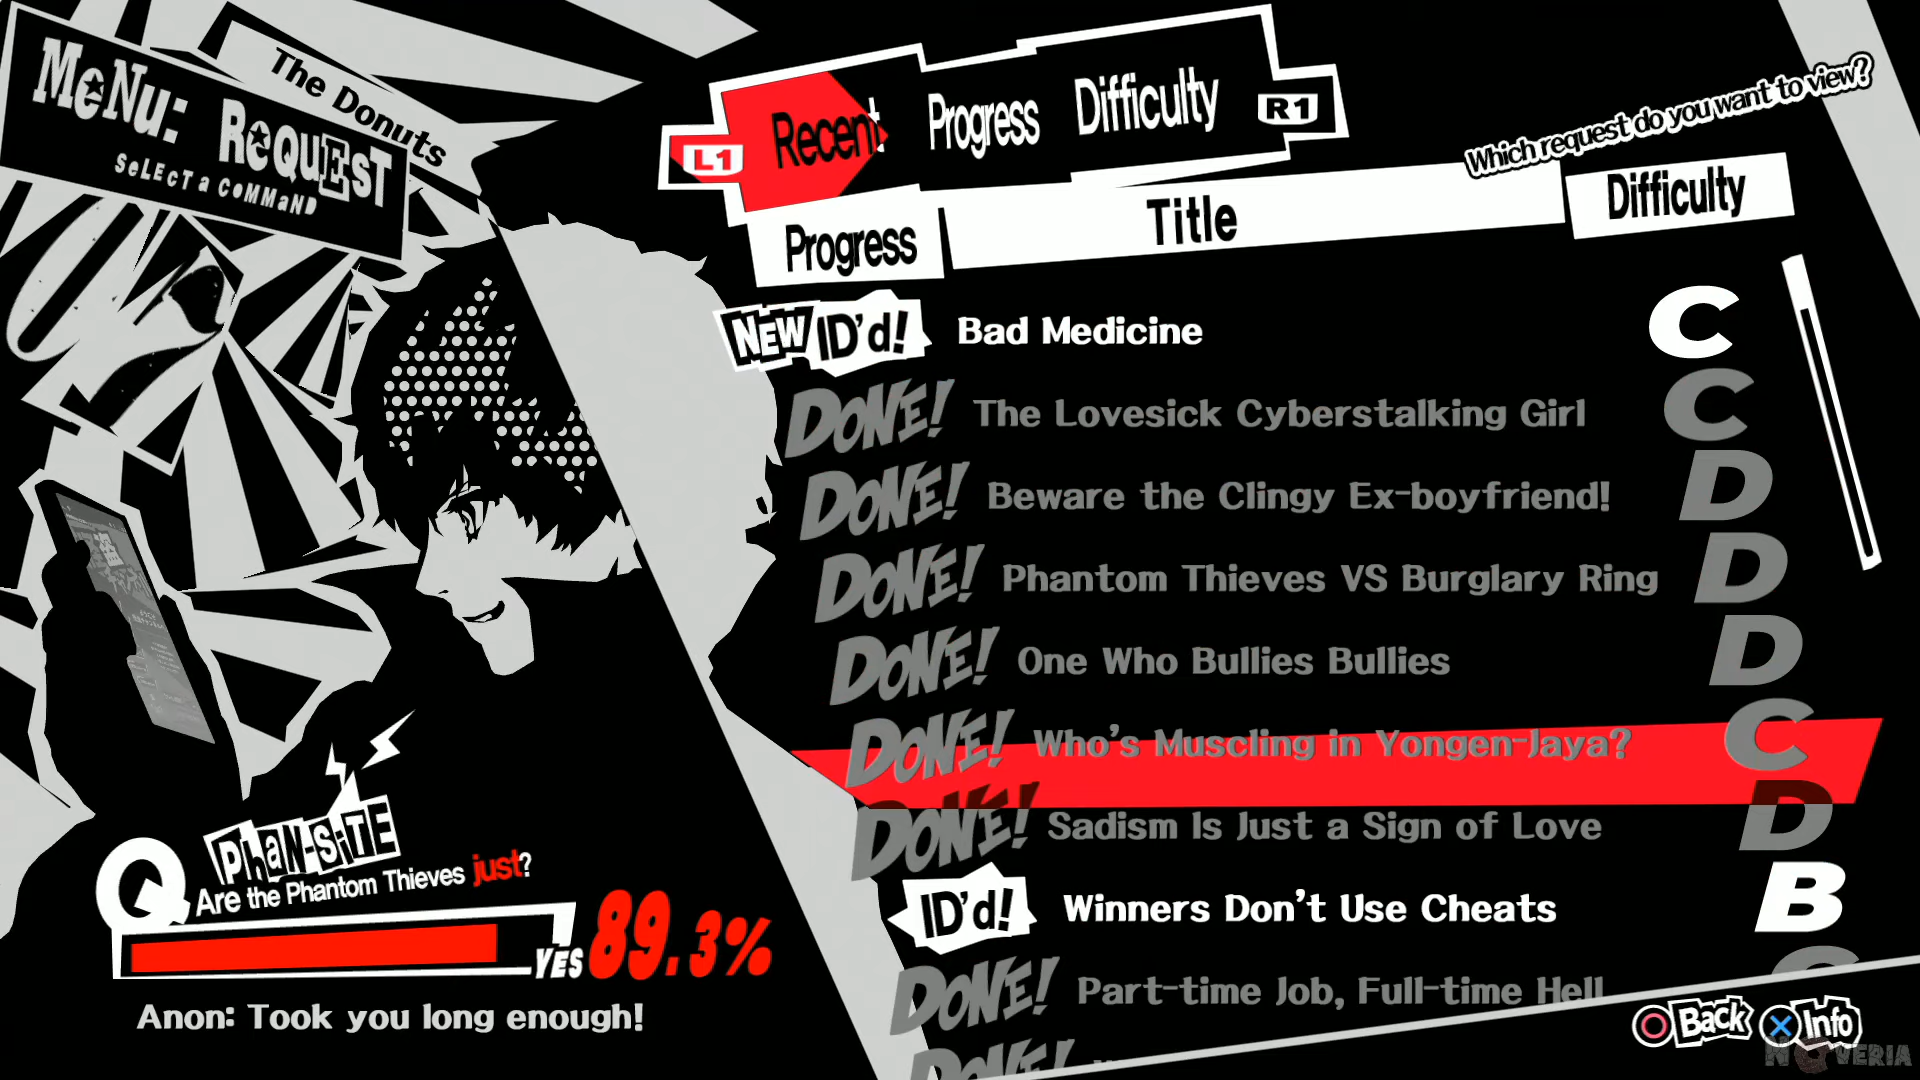 The Donuts
MeNu: ReQUEST
SeLEcT a CoMMaND
L1
Recent
Progress
Difficulty
R1
Which request do you want to view?
Progress
Title
Difficulty
NEW ID'd! Bad Medicine C
DONE! The Lovesick Cyberstalking Girl C
DONE! Beware the Clingy Ex-boyfriend! D
DONE! Phantom Thieves VS Burglary Ring D
DONE! One Who Bullies Bullies D
DONE! Who's Muscling in Yongen-Jaya? C
DONE! Sadism Is Just a Sign of Love D
ID'd! Winners Don't Use Cheats B
DONE! Part-time Job, Full-time Hell
DONE!
PhaN-SiTE
Q Are the Phantom Thieves just?
YES 89.3%
Anon: Took you long enough!
Back
Info
NOVERIA